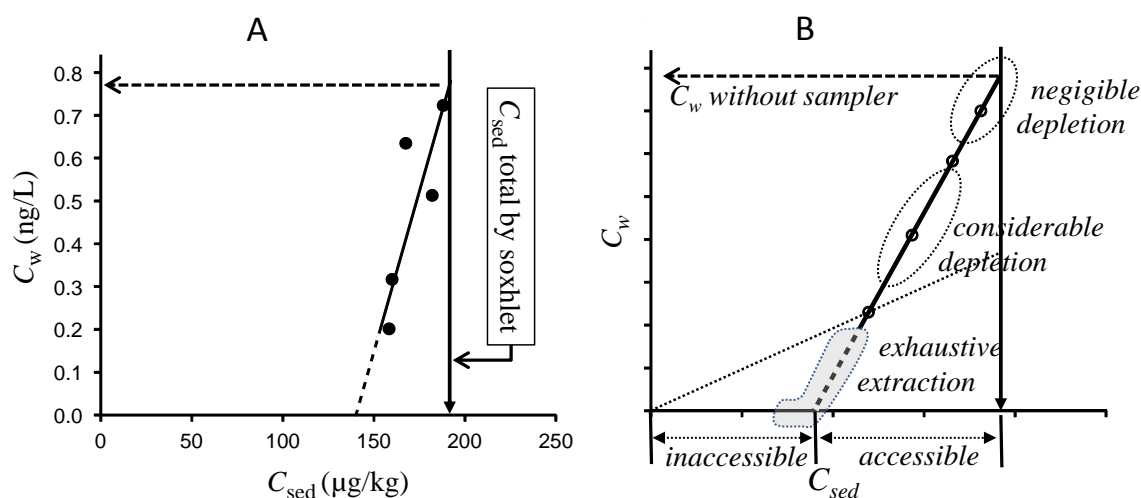 A
0.8
0.7
0.6
0.5
0.4
0.3
0.2
0.1
0.0
C_w (ng/L)
0
50
100
150
200
250
C_sed (µg/kg)
C_sed total by soxhlet
B
C_w
C_w without sampler
negigible
depletion
considerable
depletion
exhaustive
extraction
inaccessible
accessible
C_sed